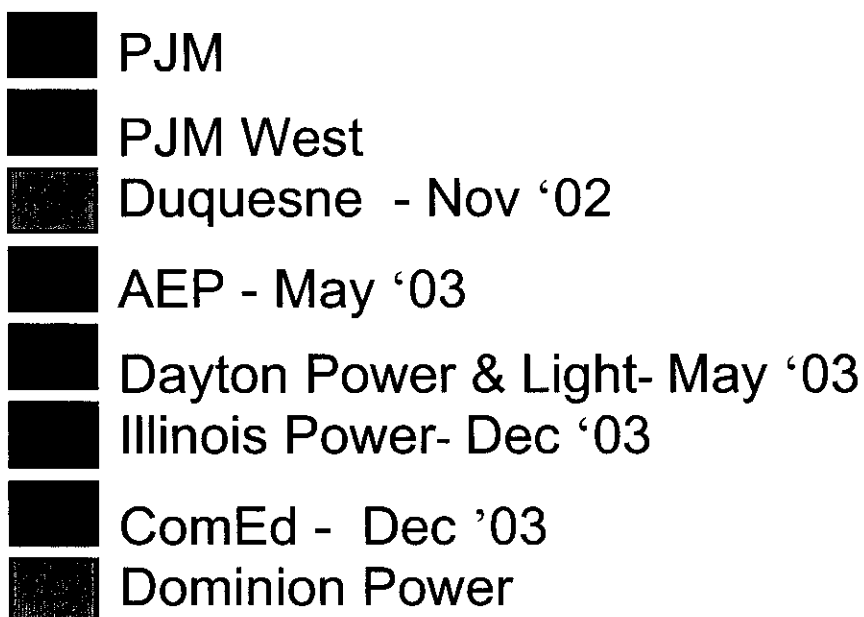 PJM
PJM West
Duquesne - Nov ‘02
AEP - May ‘03
Dayton Power & Light- May ‘03
Illinois Power- Dec ‘03
ComEd - Dec ’03
Dominion Power